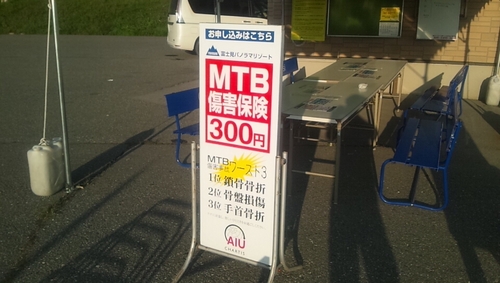 お申し込みはこちら
富士見パノラマリゾート
MTB
傷害保険
300円
MTB
ワースト3
1位 鎖骨骨折
2位 骨盤損傷
3位 手首骨折
AIU
CHARTIS